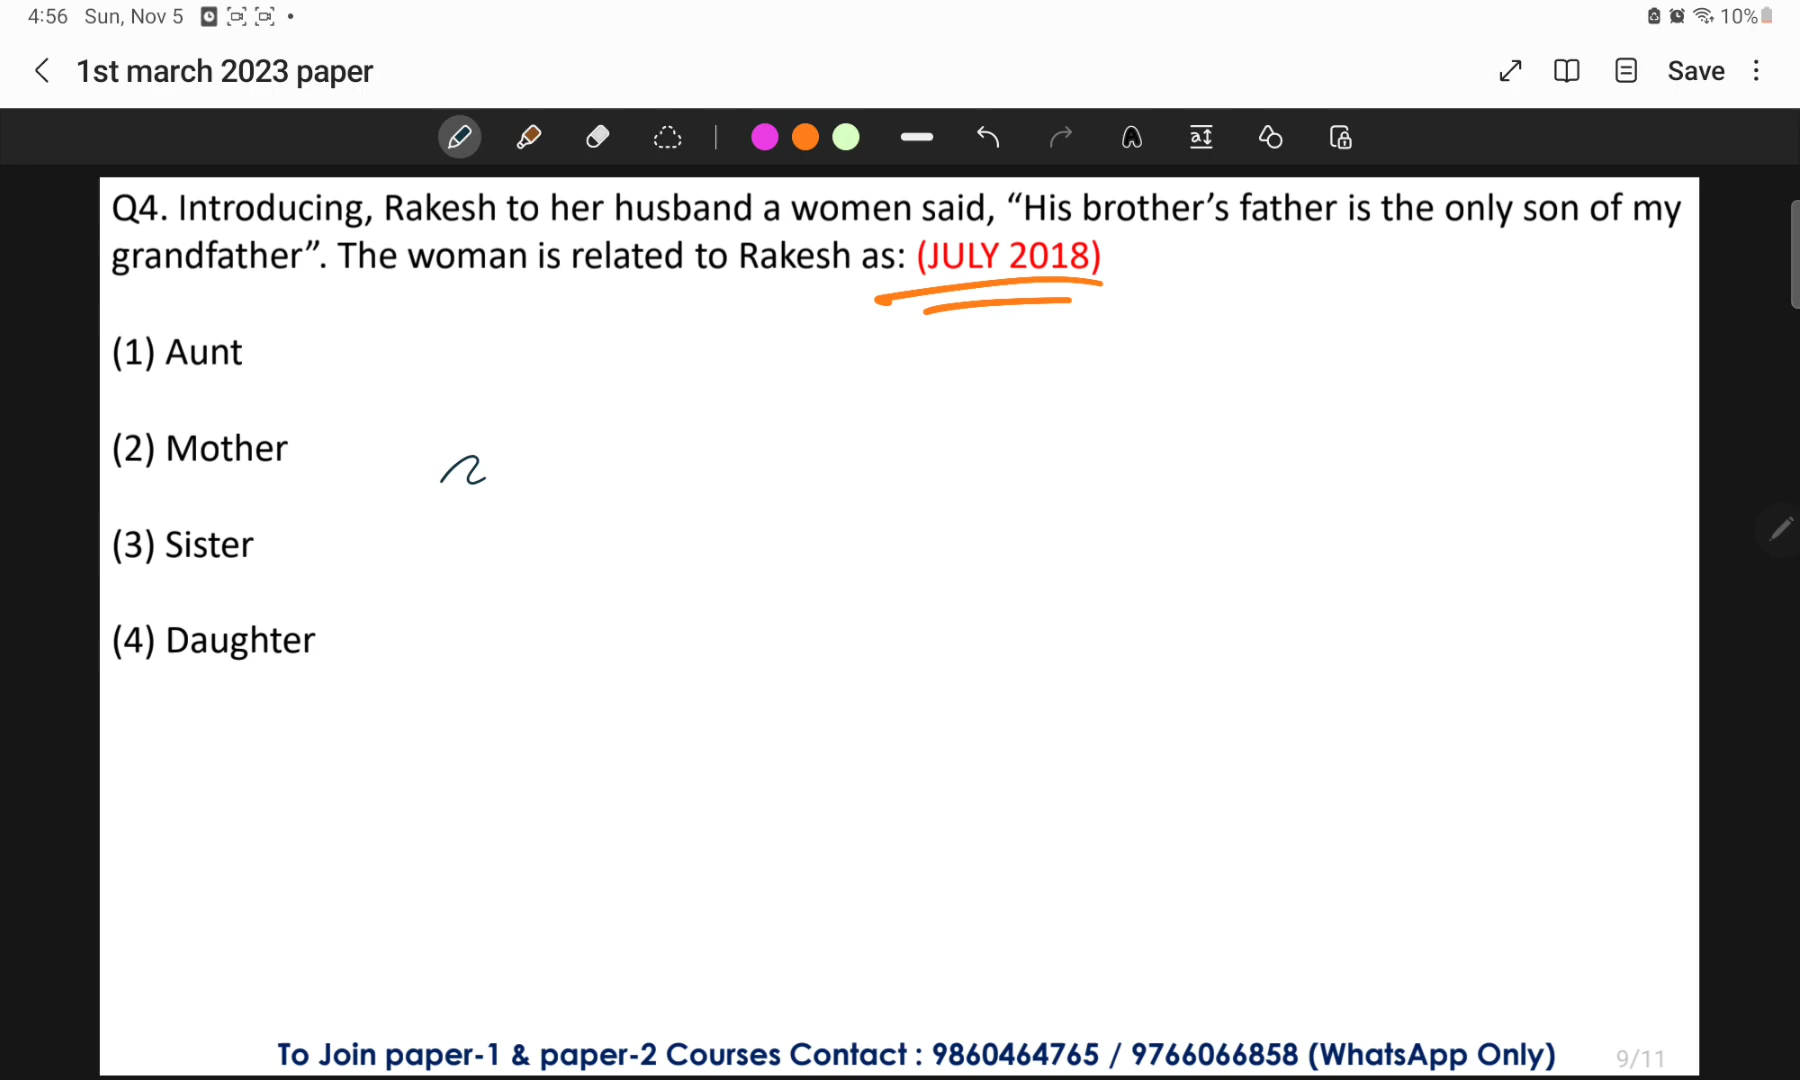 4:56 Sun, Nov 5 10%
1st march 2023 paper Save
Q4. Introducing, Rakesh to her husband a women said, “His brother’s father is the only son of my
grandfather”. The woman is related to Rakesh as: (JULY 2018)
(1) Aunt
(2) Mother
(3) Sister
(4) Daughter
To Join paper-1 & paper-2 Courses Contact : 9860464765 / 9766066858 (WhatsApp Only)
9/11